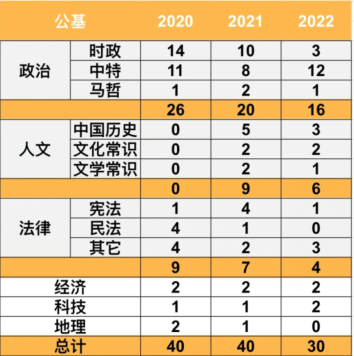 公基 2020 2021 2022
政治 时政 14 10 3
中特 11 8 12
马哲 1 2 1
26 20 16
人文 中国历史 0 5 3
文化常识 0 2 2
文学常识 0 2 1
0 9 6
法律 宪法 1 4 1
民法 4 1 0
其它 4 2 3
9 7 4
经济 2 2 2
科技 1 1 2
地理 2 1 0
总计 40 40 30